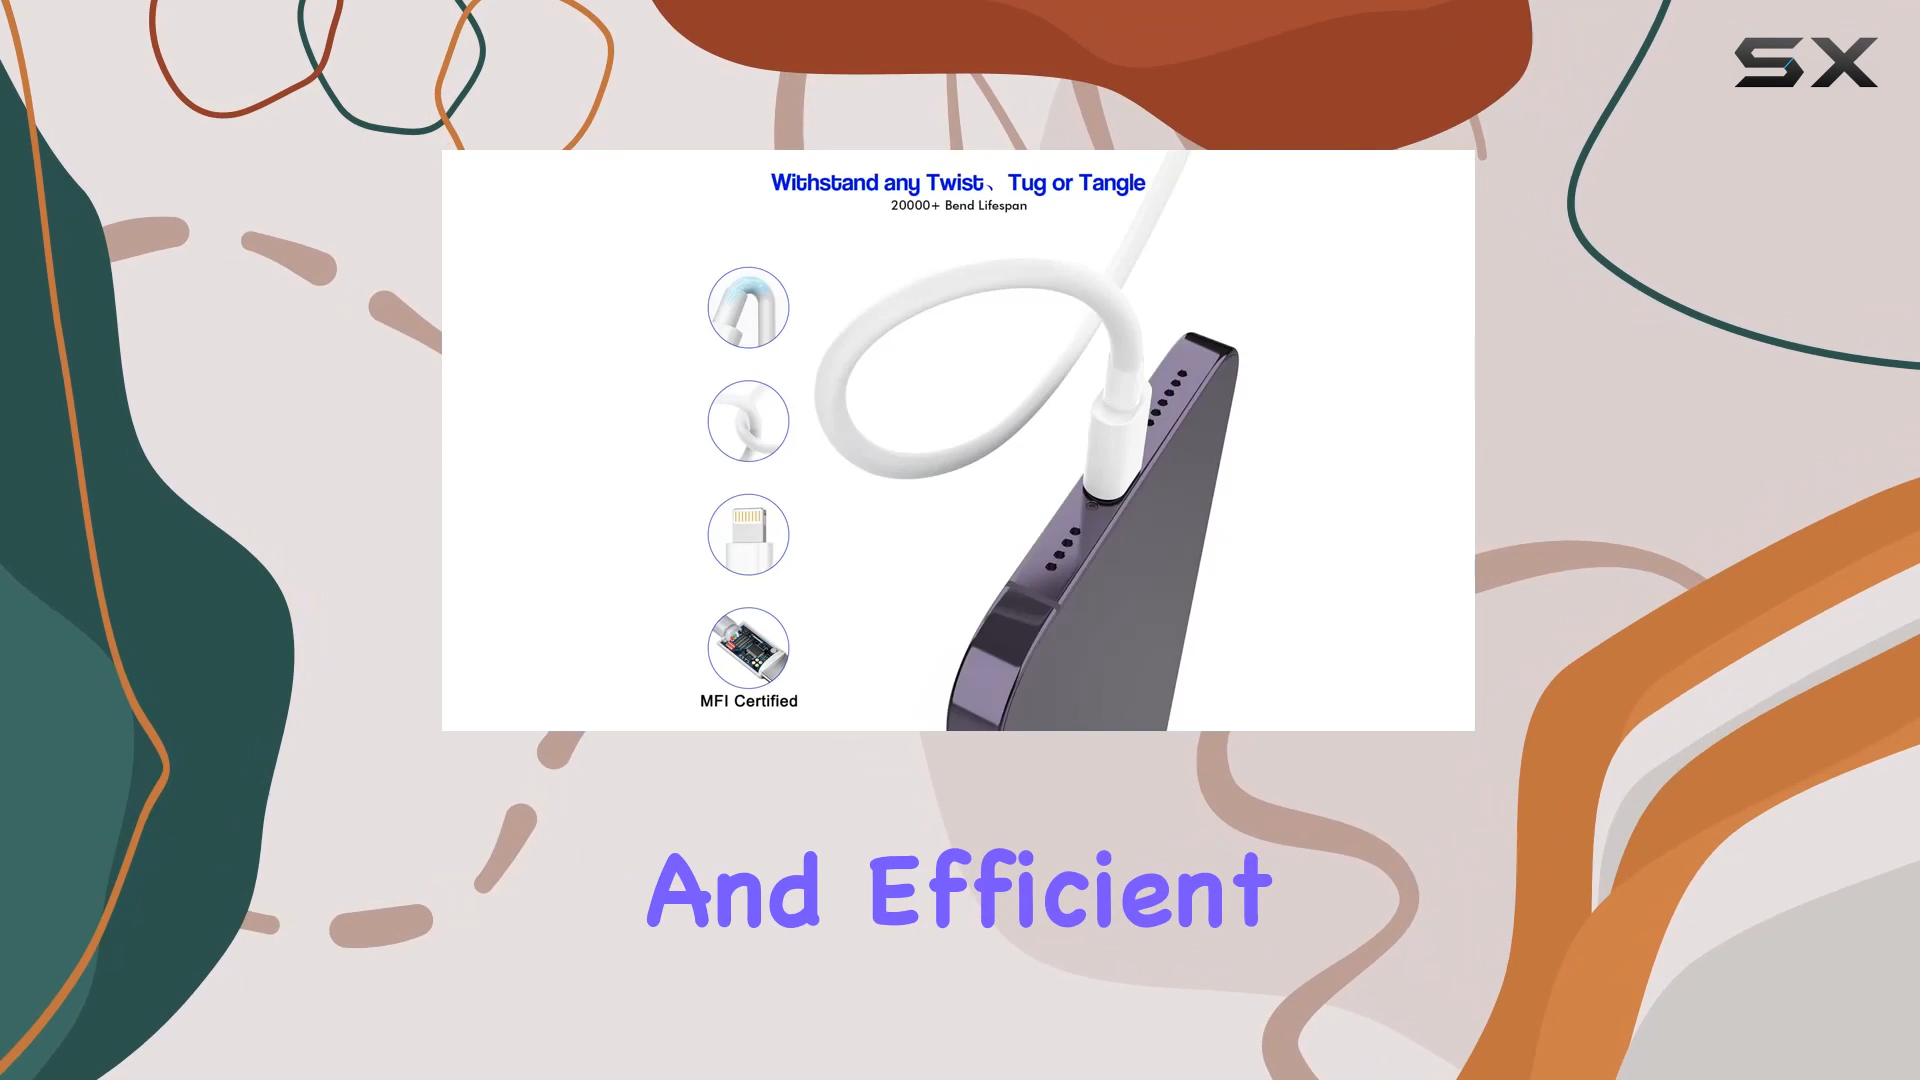 SX
Withstand any Twist、Tug or Tangle
20000+ Bend Lifespan
MFI Certified
And Efficient